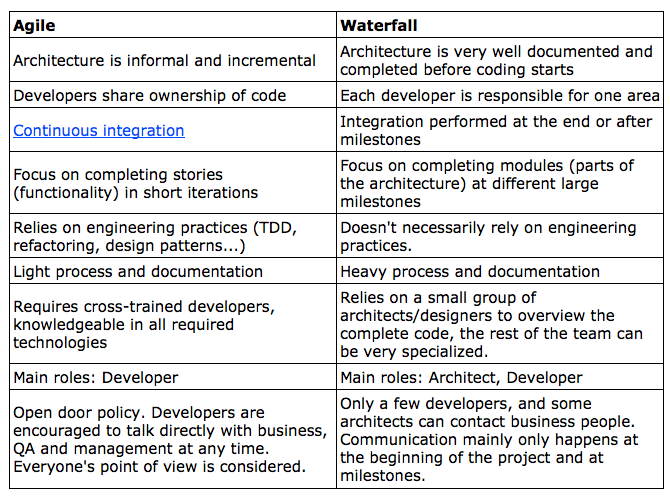 Agile
Waterfall
Architecture is informal and incremental
Architecture is very well documented and
completed before coding starts
Developers share ownership of code
Each developer is responsible for one area
Continuous integration
Integration performed at the end or after
milestones
Focus on completing stories
(functionality) in short iterations
Focus on completing modules (parts of
the architecture) at different large
milestones
Relies on engineering practices (TDD,
refactoring, design patterns...)
Doesn't necessarily rely on engineering
practices.
Light process and documentation
Heavy process and documentation
Requires cross-trained developers,
knowledgeable in all required
technologies
Relies on a small group of
architects/designers to overview the
complete code, the rest of the team can
be very specialized.
Main roles: Developer
Main roles: Architect, Developer
Open door policy. Developers are
encouraged to talk directly with business,
QA and management at any time.
Everyone's point of view is considered.
Only a few developers, and some
architects can contact business people.
Communication mainly only happens at
the beginning of the project and at
milestones.